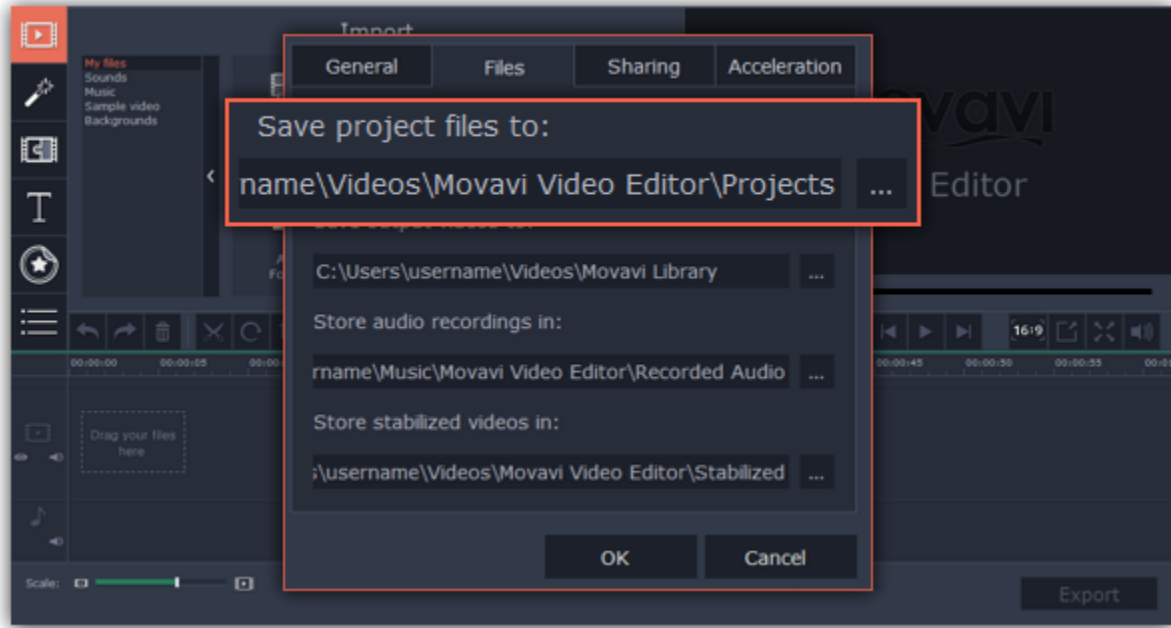 Import
My files
Sounds
Music
Sample video
Backgrounds
General
Files
Sharing
Acceleration
Save project files to:
name\Videos\Movavi Video Editor\Projects
...
movavi
Editor
C:\Users\username\Videos\Movavi Library
...
Store audio recordings in:
rname\Music\Movavi Video Editor\Recorded Audio
...
Store stabilized videos in:
s\username\Videos\Movavi Video Editor\Stabilized
...
OK
Cancel
16:9
00:00:00
00:00:05
00:00:45
00:00:50
00:00:55
Drag your files
here
Scale:
Export